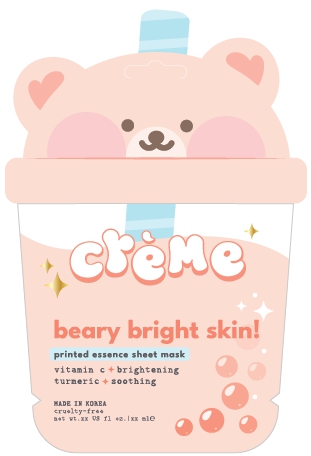 crème
beary bright skin!
printed essence sheet mask
vitamin c + brightening
turmeric + soothing
MADE IN KOREA
cruelty-free
net wt.xx US fl oz.|xx mle